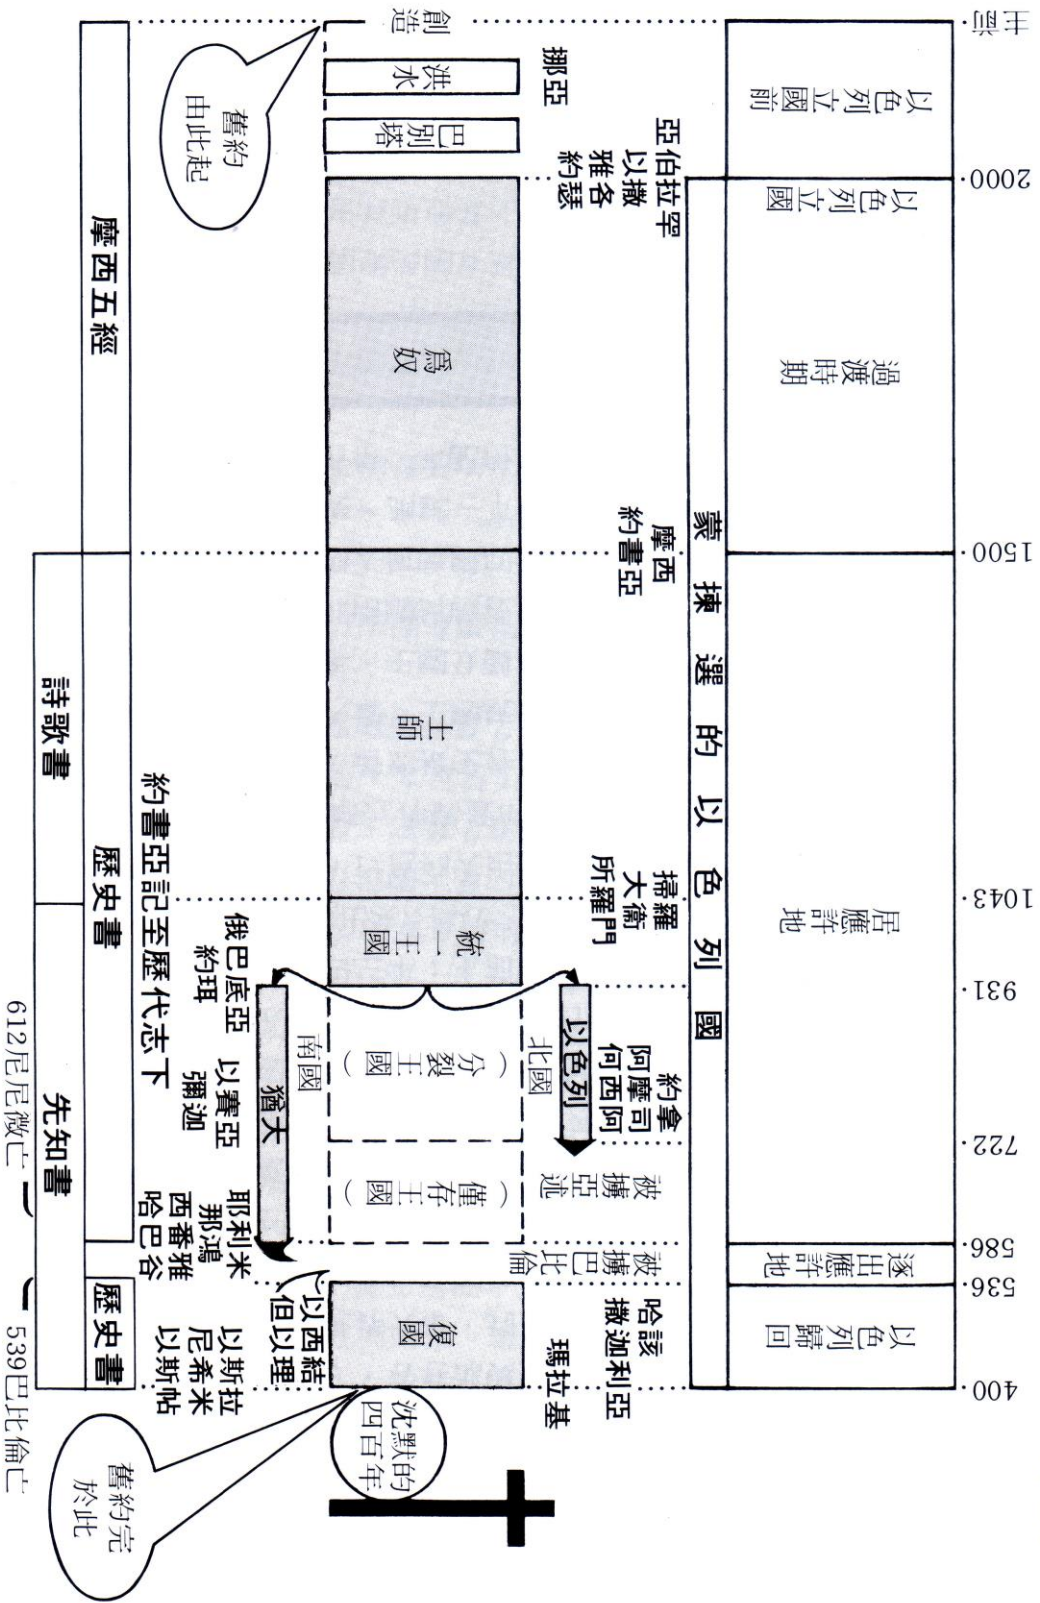 主前
2000
1500
1043
931
722
586
536
400
以色列立國前
以色列立國
過渡時期
居應許地
逐出應許地
以色列歸回
蒙揀選的以色列國
挪亞
亞伯拉罕
以撒
雅各
約瑟
摩西
約書亞
掃羅
大衞
所羅門
約拿
阿摩司
何西阿
哈該
撒迦利亞
瑪拉基
北國
以色列
被擄亞述
被擄巴比倫
創造
洪水
巴別塔
為奴
士師
統一王國
(分裂王國)
(僅存王國)
復國
沈默的
四百年
南國
猶大
以西結
但以理
俄巴底亞
約珥
以賽亞
彌迦
耶利米
那鴻
西番雅
哈巴谷
以斯拉
尼希米
以斯帖
約書亞記至歷代志下
舊約
由此起
舊約完
於此
摩西五經
歷史書
歷史書
詩歌書
先知書
612尼尼微亡
539巴比倫亡